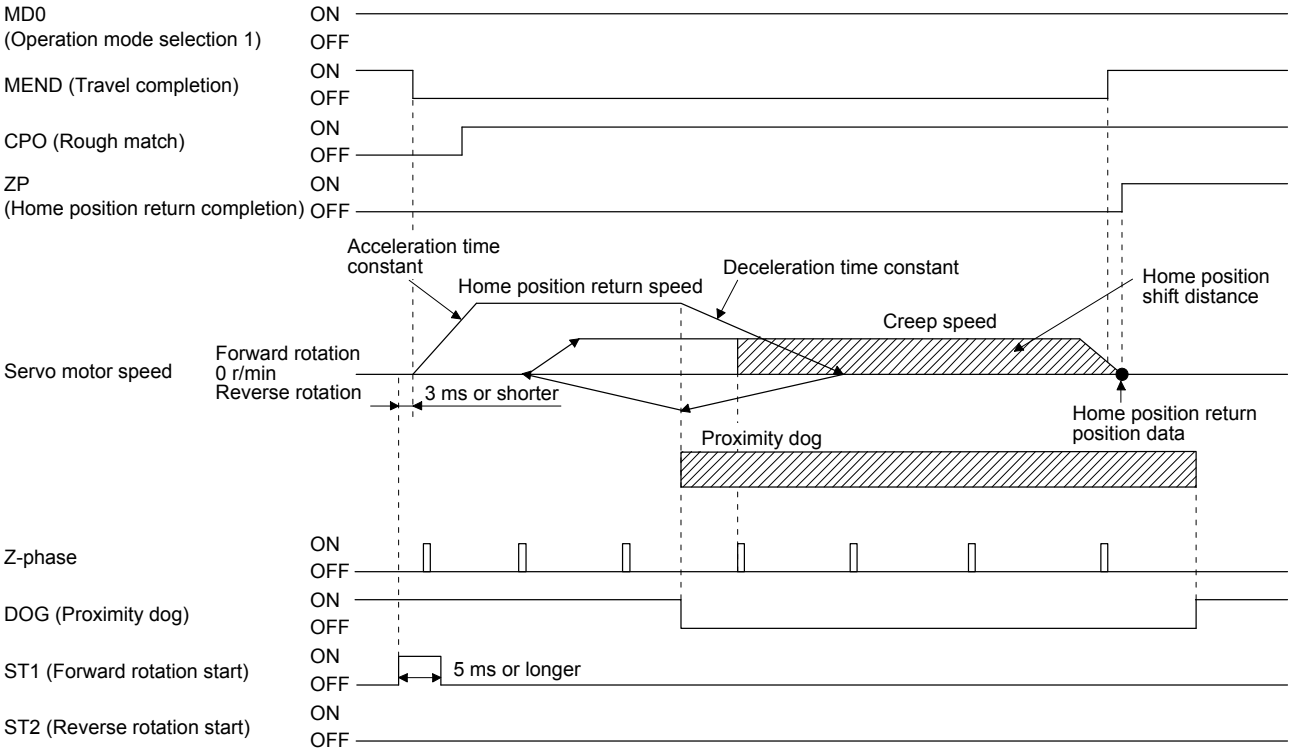 MD0
(Operation mode selection 1)
ON
OFF
MEND (Travel completion)
ON
OFF
CPO (Rough match)
ON
OFF
ZP
(Home position return completion)
ON
OFF
Acceleration time
constant
Home position return speed
Deceleration time constant
Home position
shift distance
Creep speed
Servo motor speed
Forward rotation
0 r/min
Reverse rotation
3 ms or shorter
Home position return
position data
Proximity dog
Z-phase
ON
OFF
DOG (Proximity dog)
ON
OFF
ST1 (Forward rotation start)
ON
OFF
5 ms or longer
ST2 (Reverse rotation start)
ON
OFF